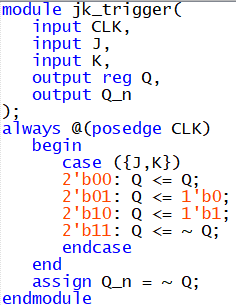 module jk_trigger(
    input CLK,
    input J,
    input K,
    output reg Q,
    output Q_n
);
always @(posedge CLK)
    begin
        case ({J,K})
        2'b00: Q <= Q;
        2'b01: Q <= 1'b0;
        2'b10: Q <= 1'b1;
        2'b11: Q <= ~ Q;
        endcase
    end
    assign Q_n = ~ Q;
endmodule